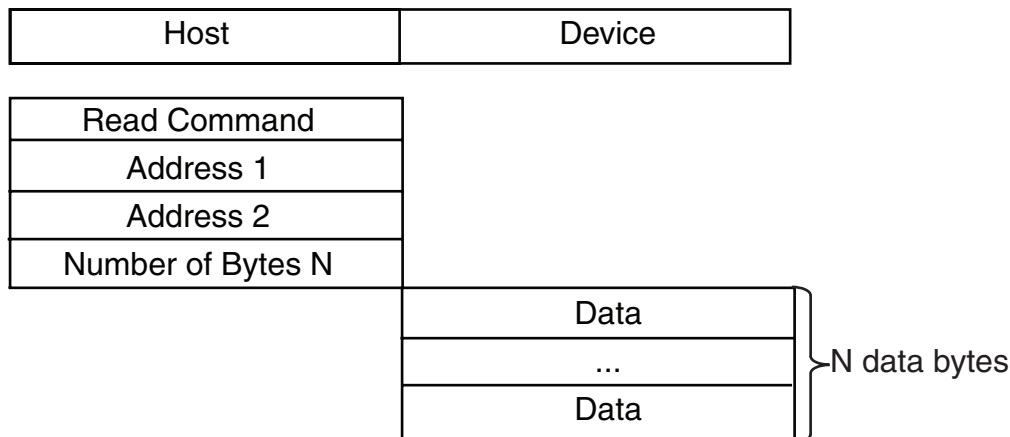 Host Device
Read Command
Address 1
Address 2
Number of Bytes N
Data
...
Data
N data bytes